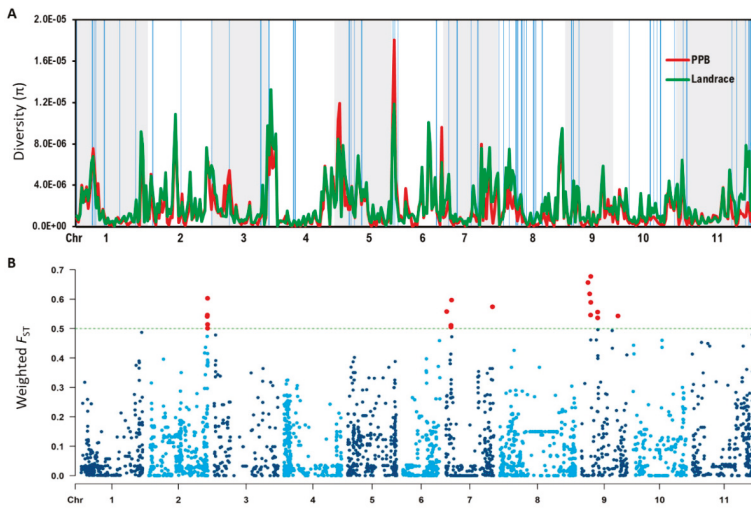 A
2.0E-05
1.6E-05
1.2E-05
8.0E-06
4.0E-06
0.0E+00
Diversity (π)
PPB
Landrace
Chr 1 2 3 4 5 6 7 8 9 10 11
B
0.7
0.6
0.5
0.4
0.3
0.2
0.1
0.0
Weighted FST
Chr 1 2 3 4 5 6 7 8 9 10 11